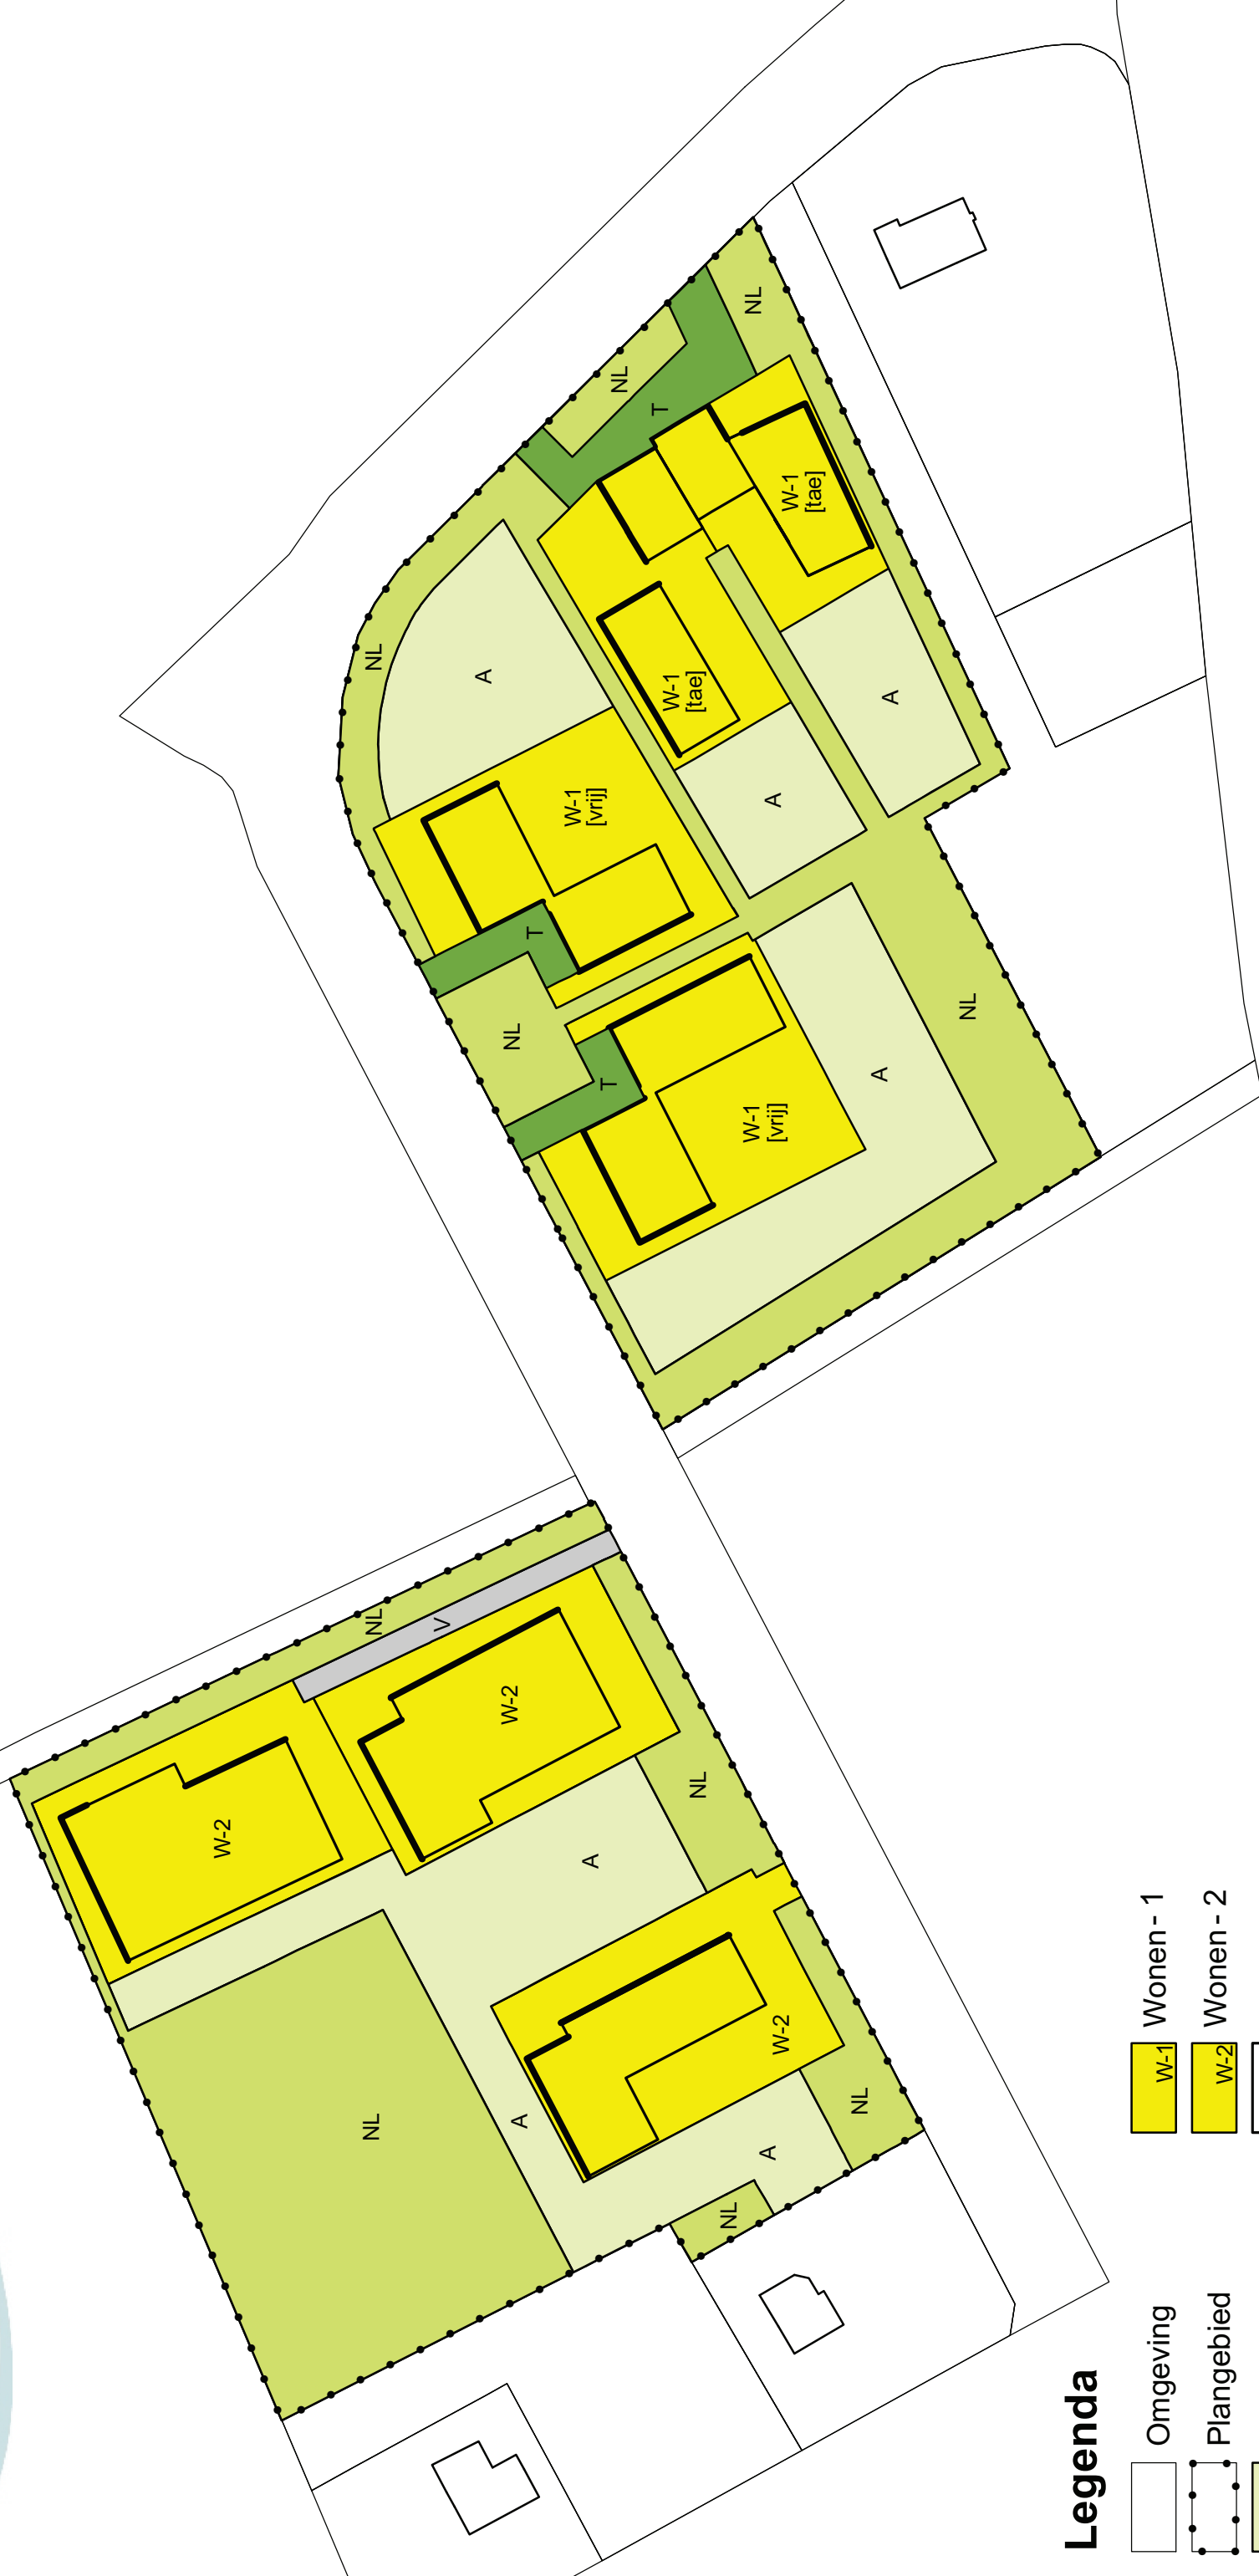 NL
NL
T
W-1
[tae]
NL
A
W-1
[tae]
A
W-1
[vrij]
A
T
NL
NL
T
A
W-1
[vrij]
NL
V
W-2
NL
W-2
A
W-2
NL
NL
A
A
NL
Legenda
Omgeving
Plangebied
W-1 Wonen - 1
W-2 Wonen - 2